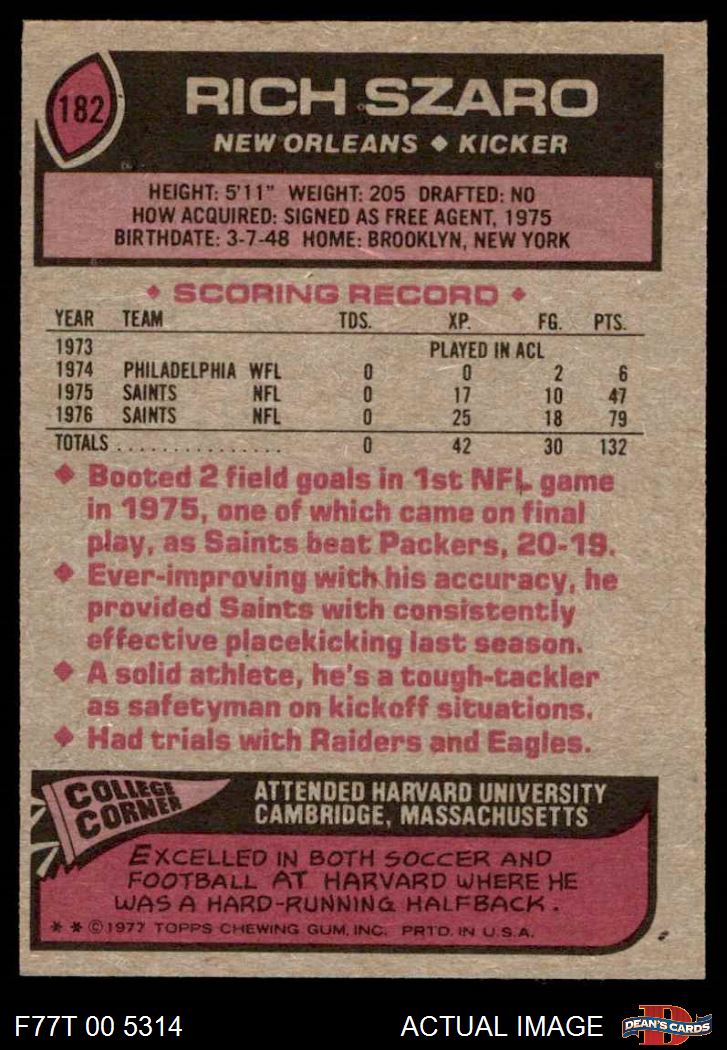 182
RICH SZARO
NEW ORLEANS ◆ KICKER
HEIGHT: 5'11" WEIGHT: 205 DRAFTED: NO
HOW ACQUIRED: SIGNED AS FREE AGENT, 1975
BIRTHDATE: 3-7-48 HOME: BROOKLYN, NEW YORK
◆ SCORING RECORD ◆
YEAR TEAM TDS. XP. FG. PTS.
1973 PLAYED IN ACL
1974 PHILADELPHIA WFL 0 0 2 6
1975 SAINTS NFL 0 17 10 47
1976 SAINTS NFL 0 25 18 79
TOTALS . . . . . . . . . . . . . . . 0 42 30 132
◆ Booted 2 field goals in 1st NFL game
in 1975, one of which came on final
play, as Saints beat Packers, 20-19.
◆ Ever-improving with his accuracy, he
provided Saints with consistently
effective placekicking last season.
◆ A solid athlete, he's a tough-tackler
as safetyman on kickoff situations.
◆ Had trials with Raiders and Eagles.
COLLEGE
CORNER
ATTENDED HARVARD UNIVERSITY
CAMBRIDGE, MASSACHUSETTS
EXCELLED IN BOTH SOCCER AND
FOOTBALL AT HARVARD WHERE HE
WAS A HARD-RUNNING HALFBACK.
* * © 1977 TOPPS CHEWING GUM, INC. PRTD. IN U.S.A.
F77T 00 5314
ACTUAL IMAGE
D
DEAN'S CARDS